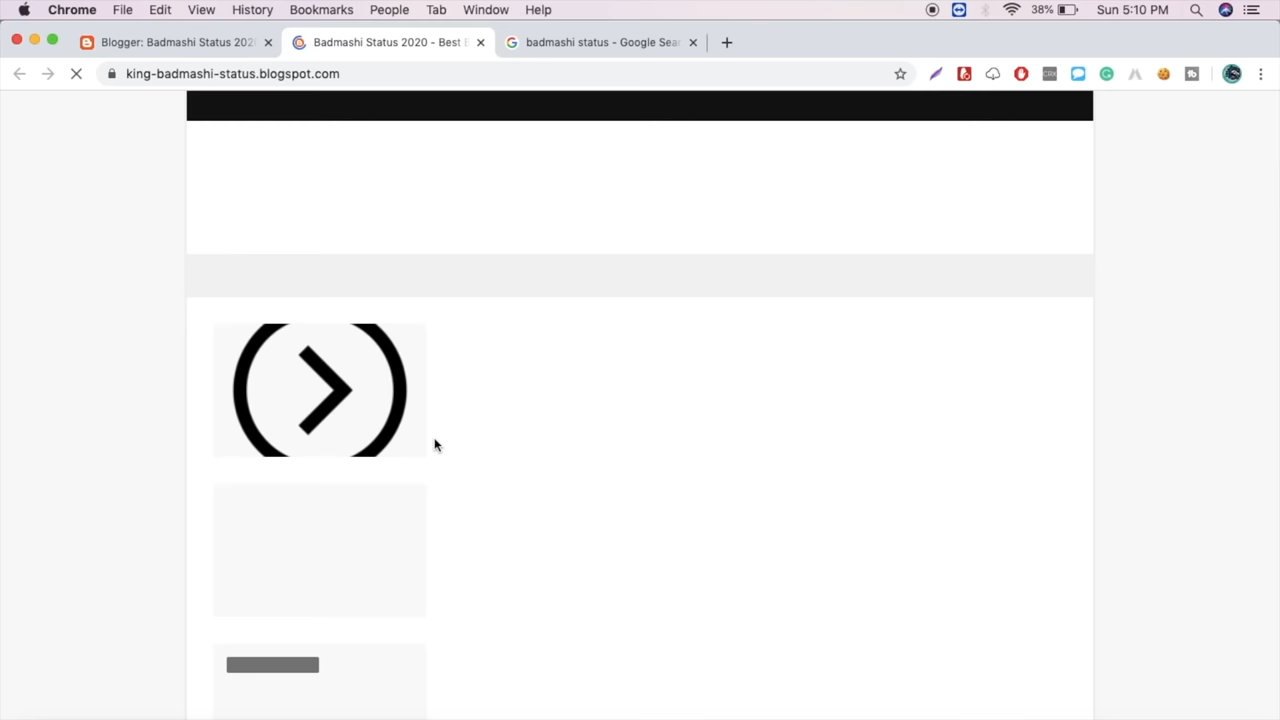 Chrome File Edit View History Bookmarks People Tab Window Help 38% Sun 5:10 PM
Blogger: Badmashi Status 202 Badmashi Status 2020 - Best badmashi status - Google Sear
king-badmashi-status.blogspot.com CRX